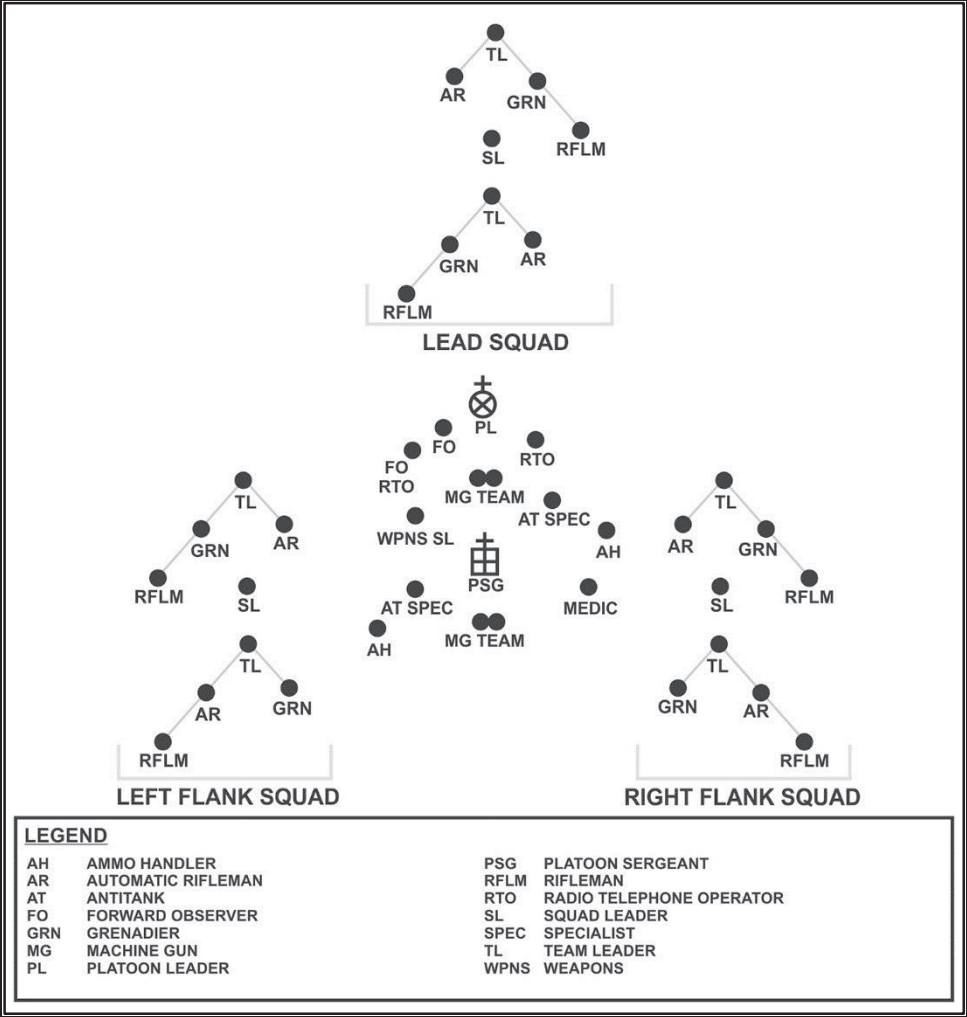 TL
AR
GRN
RFLM
SL
TL
GRN
AR
RFLM
LEAD SQUAD
PL
FO
RTO
FO
RTO
MG TEAM
AT SPEC
WPNS SL
AH
PSG
AT SPEC
MEDIC
MG TEAM
AH
TL
GRN
AR
RFLM
SL
TL
AR
GRN
RFLM
LEFT FLANK SQUAD
TL
AR
GRN
RFLM
SL
TL
GRN
AR
RFLM
RIGHT FLANK SQUAD
LEGEND
AH AMMO HANDLER
AR AUTOMATIC RIFLEMAN
AT ANTITANK
FO FORWARD OBSERVER
GRN GRENADIER
MG MACHINE GUN
PL PLATOON LEADER
PSG PLATOON SERGEANT
RFLM RIFLEMAN
RTO RADIO TELEPHONE OPERATOR
SL SQUAD LEADER
SPEC SPECIALIST
TL TEAM LEADER
WPNS WEAPONS